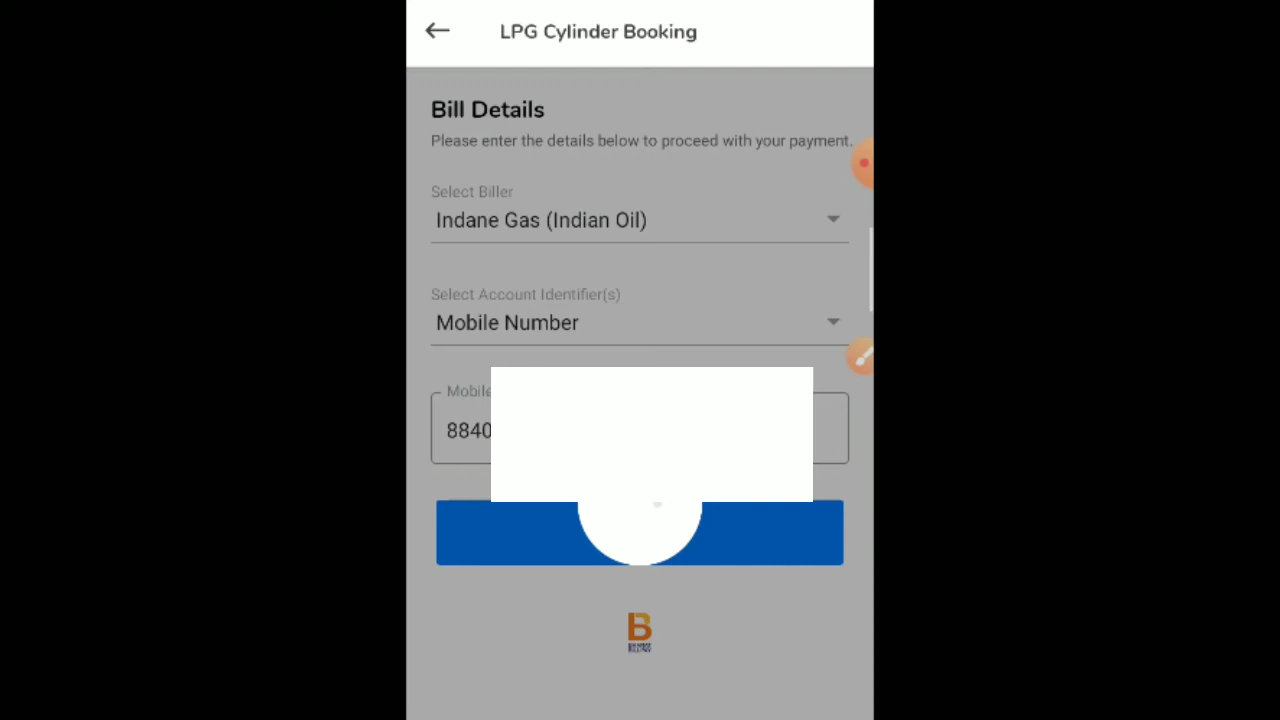 LPG Cylinder Booking
Bill Details
Please enter the details below to proceed with your payment.
Select Biller
Indane Gas (Indian Oil)
Select Account Identifier(s)
Mobile Number
Mobile
8840
B